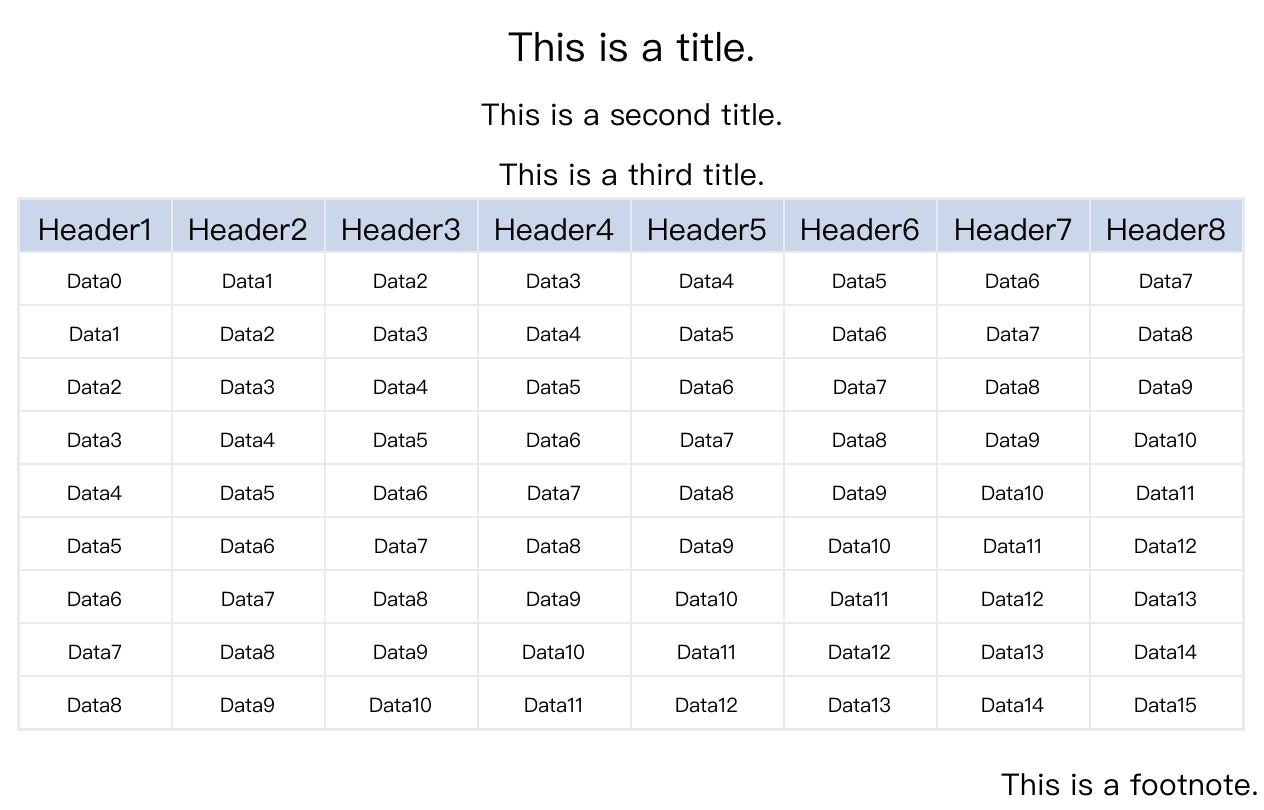 This is a title.
This is a second title.
This is a third title.
Header1 Header2 Header3 Header4 Header5 Header6 Header7 Header8
Data0 Data1 Data2 Data3 Data4 Data5 Data6 Data7
Data1 Data2 Data3 Data4 Data5 Data6 Data7 Data8
Data2 Data3 Data4 Data5 Data6 Data7 Data8 Data9
Data3 Data4 Data5 Data6 Data7 Data8 Data9 Data10
Data4 Data5 Data6 Data7 Data8 Data9 Data10 Data11
Data5 Data6 Data7 Data8 Data9 Data10 Data11 Data12
Data6 Data7 Data8 Data9 Data10 Data11 Data12 Data13
Data7 Data8 Data9 Data10 Data11 Data12 Data13 Data14
Data8 Data9 Data10 Data11 Data12 Data13 Data14 Data15
This is a footnote.